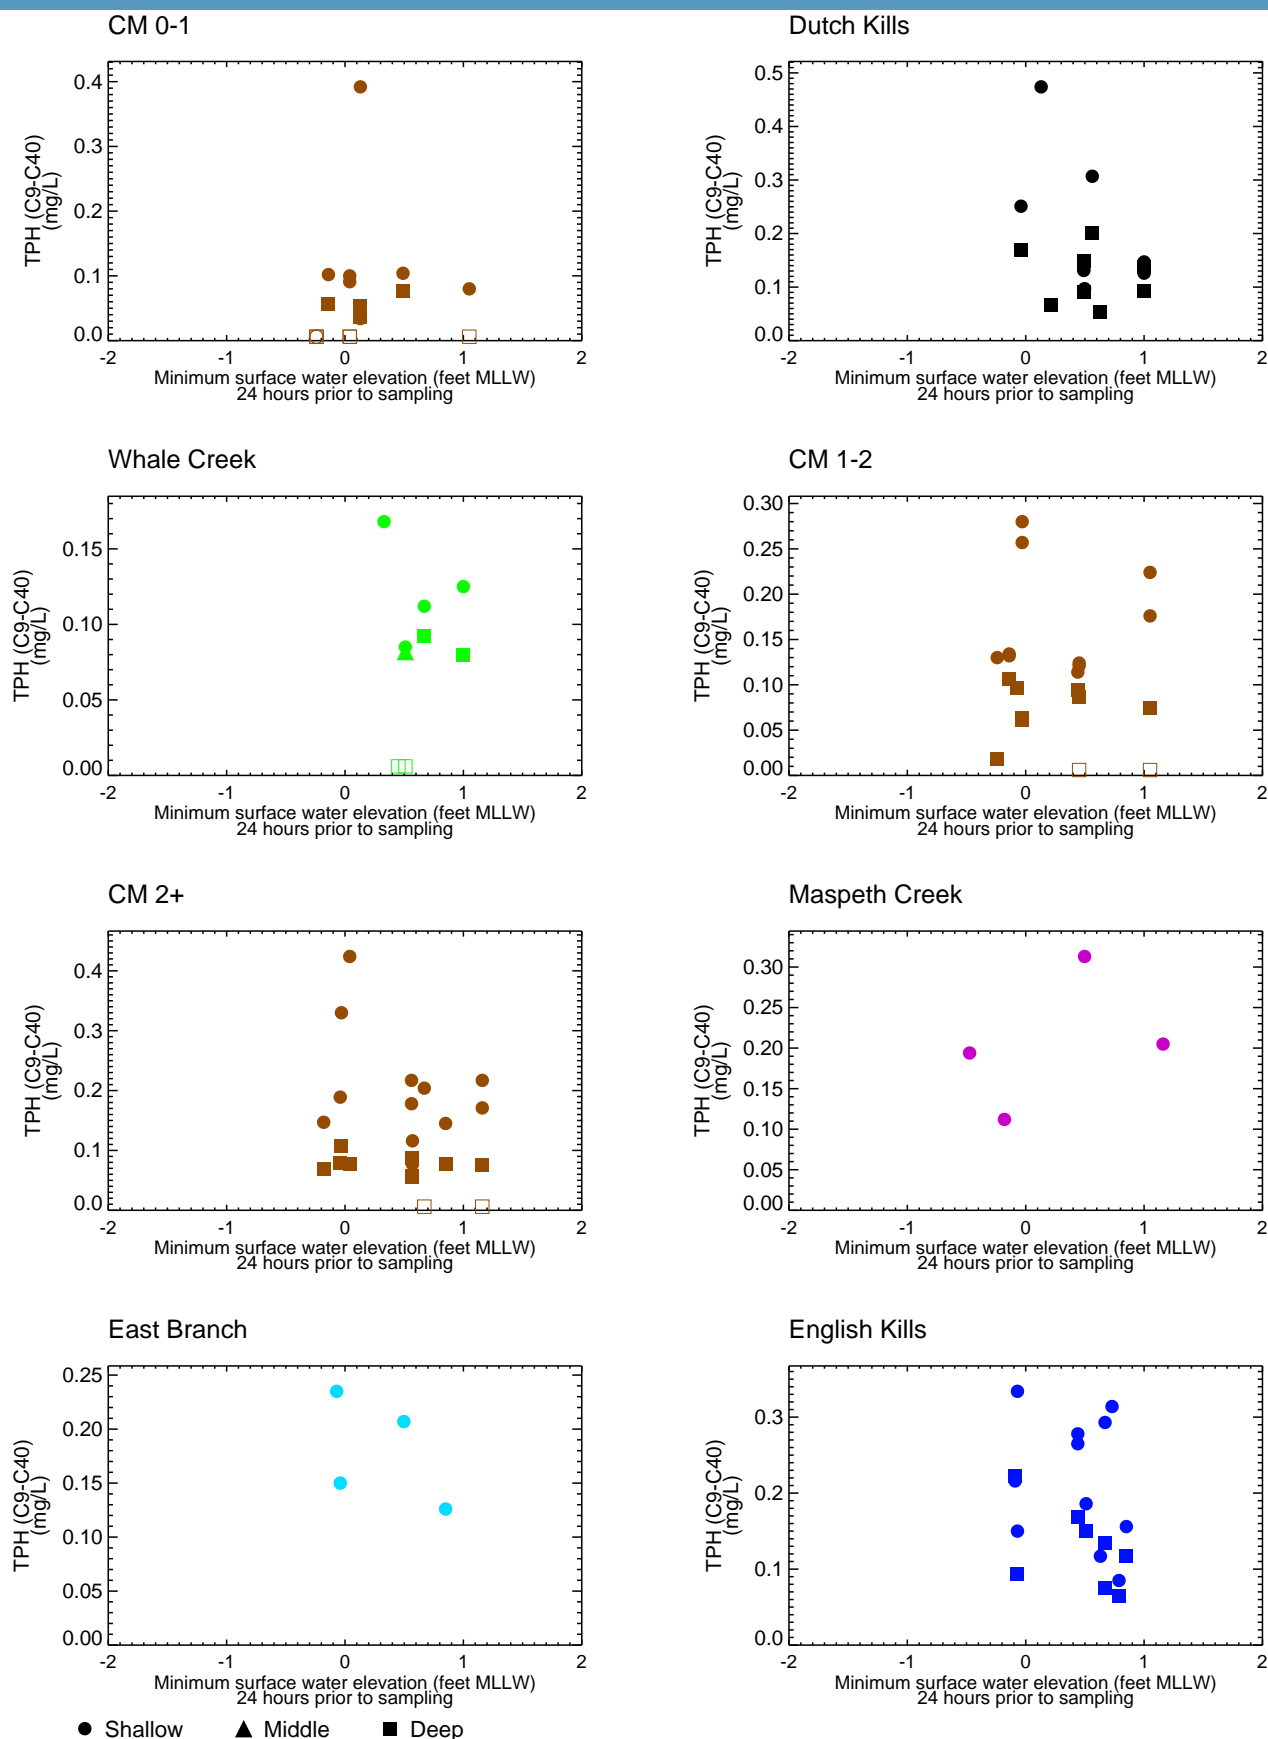 CM 0-1
TPH (C9-C40)
(mg/L)
0.4
0.3
0.2
0.1
0.0
-2 -1 0 1 2
Minimum surface water elevation (feet MLLW)
24 hours prior to sampling
Dutch Kills
TPH (C9-C40)
(mg/L)
0.5
0.4
0.3
0.2
0.1
0.0
-2 -1 0 1 2
Minimum surface water elevation (feet MLLW)
24 hours prior to sampling
Whale Creek
TPH (C9-C40)
(mg/L)
0.15
0.10
0.05
0.00
-2 -1 0 1 2
Minimum surface water elevation (feet MLLW)
24 hours prior to sampling
CM 1-2
TPH (C9-C40)
(mg/L)
0.30
0.25
0.20
0.15
0.10
0.05
0.00
-2 -1 0 1 2
Minimum surface water elevation (feet MLLW)
24 hours prior to sampling
CM 2+
TPH (C9-C40)
(mg/L)
0.4
0.3
0.2
0.1
0.0
-2 -1 0 1 2
Minimum surface water elevation (feet MLLW)
24 hours prior to sampling
Maspeth Creek
TPH (C9-C40)
(mg/L)
0.30
0.25
0.20
0.15
0.10
0.05
0.00
-2 -1 0 1 2
Minimum surface water elevation (feet MLLW)
24 hours prior to sampling
East Branch
TPH (C9-C40)
(mg/L)
0.25
0.20
0.15
0.10
0.05
0.00
-2 -1 0 1 2
Minimum surface water elevation (feet MLLW)
24 hours prior to sampling
English Kills
TPH (C9-C40)
(mg/L)
0.3
0.2
0.1
0.0
-2 -1 0 1 2
Minimum surface water elevation (feet MLLW)
24 hours prior to sampling
Shallow Middle Deep